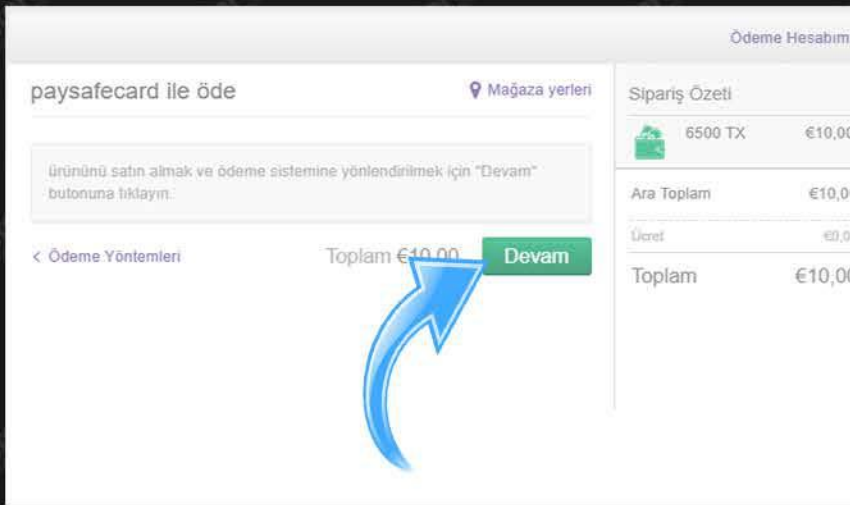 Ödeme Hesabım
paysafecard ile öde
Mağaza yerleri
ürününü satın almak ve ödeme sistemine yönlendirilmek için "Devam"
butonuna tıklayın.
< Ödeme Yöntemleri
Toplam €10,00
Devam
Sipariş Özeti
6500 TX €10,00
Ara Toplam €10,0
Ücret €0,0
Toplam €10,00